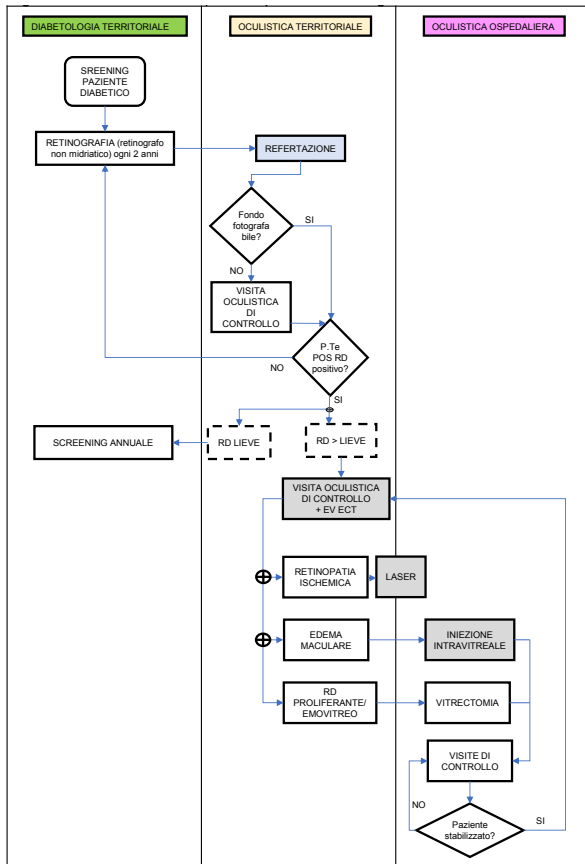 DIABETOLOGIA TERRITORIALE
OCULISTICA TERRITORIALE
OCULISTICA OSPEDALIERA
SREENING
PAZIENTE
DIABETICO
RETINOGRAFIA (retinografo
non midriatico) ogni 2 anni
REFERTAZIONE
Fondo
fotografa
bile?
SI
NO
VISITA
OCULISTICA
DI
CONTROLLO
P.Te
POS RD
positivo?
NO
SI
SCREENING ANNUALE
RD LIEVE
RD > LIEVE
VISITA OCULISTICA
DI CONTROLLO
+ EV ECT
RETINOPATIA
ISCHEMICA
LASER
EDEMA
MACULARE
INIEZIONE
INTRAVITREALE
RD
PROLIFERANTE/
EMOVITREO
VITRECTOMIA
VISITE DI
CONTROLLO
NO
Paziente
stabilizzato?
SI